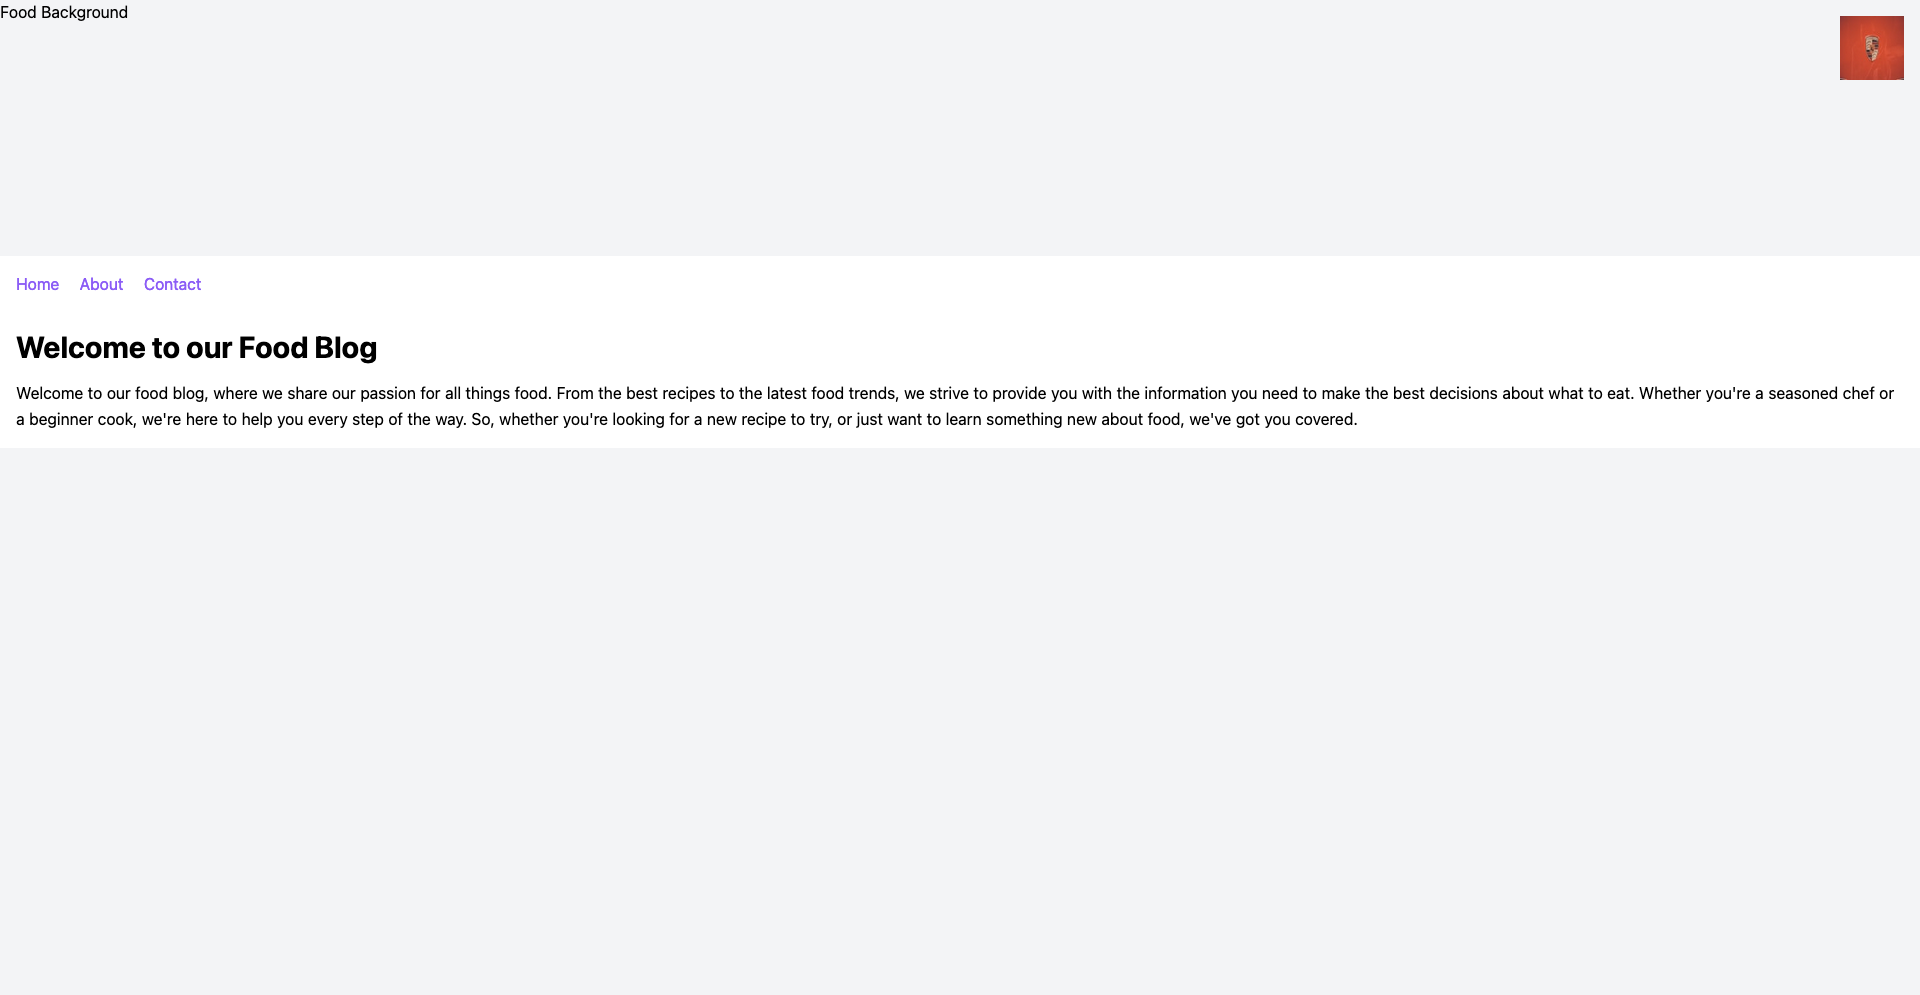 Food Background
Home About Contact
Welcome to our Food Blog
Welcome to our food blog, where we share our passion for all things food. From the best recipes to the latest food trends, we strive to provide you with the information you need to make the best decisions about what to eat. Whether you're a seasoned chef or
a beginner cook, we're here to help you every step of the way. So, whether you're looking for a new recipe to try, or just want to learn something new about food, we've got you covered.